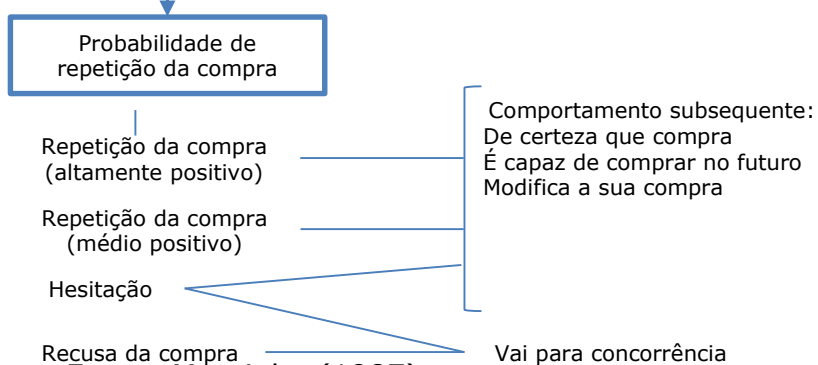 Probabilidade de
repetição da compra
Comportamento subsequente:
De certeza que compra
É capaz de comprar no futuro
Modifica a sua compra
Repetição da compra
(altamente positivo)
Repetição da compra
(médio positivo)
Hesitação
Recusa da compra
Vai para concorrência